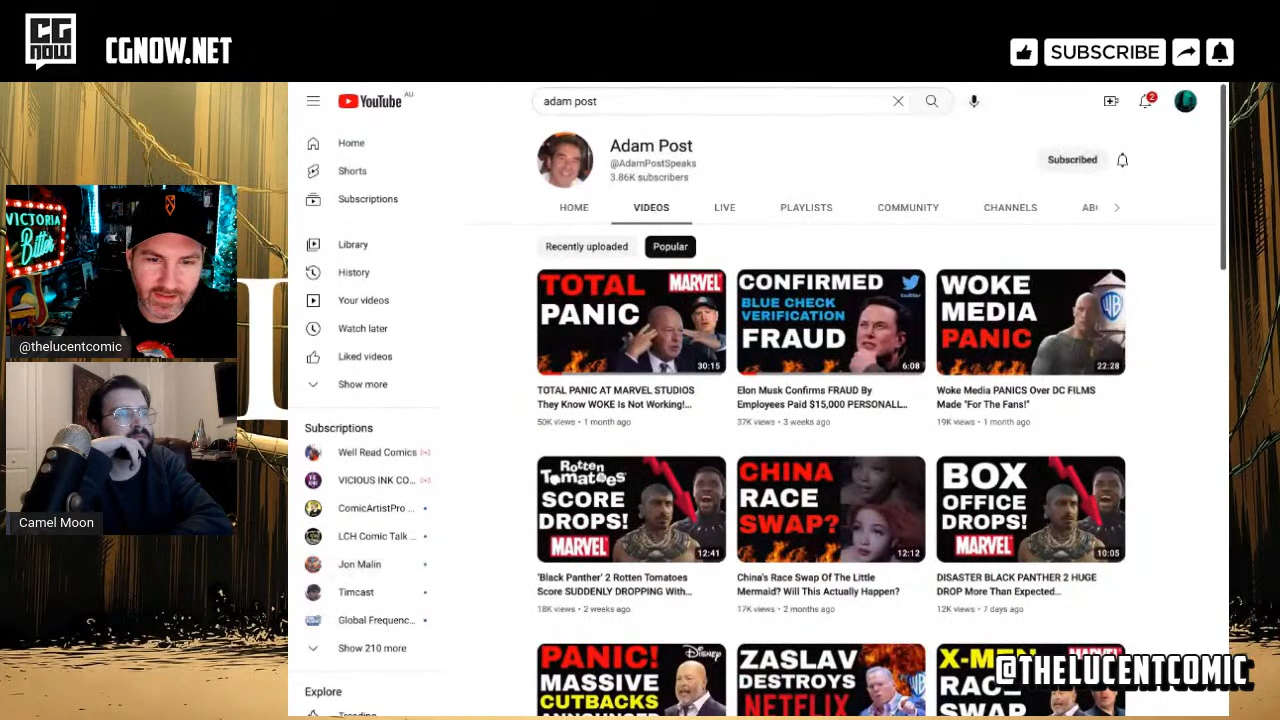 CG
NOW
CGNOW.NET
SUBSCRIBE
YouTube AU
adam post
2
Adam Post
@AdamPostSpeaks
3.86K subscribers
Subscribed
HOME
VIDEOS
LIVE
PLAYLISTS
COMMUNITY
CHANNELS
Recently uploaded
Popular
Home
Shorts
Subscriptions
Library
History
Your videos
Watch later
Liked videos
Show more
Subscriptions
Well Read Comics
VICIOUS INK CO...
ComicArtistPro ...
LCH Comic Talk ...
Jon Malin
Timcast
Global Frequenc...
Show 210 more
Explore
VICTORIA
Bitter
@thelucentcomic
Camel Moon
TOTAL
PANIC
MARVEL
30:15
TOTAL PANIC AT MARVEL STUDIOS
They Know WOKE Is Not Working!...
50K views • 1 month ago
CONFIRMED
BLUE CHECK
VERIFICATION
FRAUD
twitter
6:08
Elon Musk Confirms FRAUD By
Employees Paid $15,000 PERSONALL...
37K views • 3 weeks ago
WOKE
MEDIA
PANIC
22:28
Woke Media PANICS Over DC FILMS
Made "For The Fans!"
19K views • 1 month ago
Rotten
Tomatoes
SCORE
DROPS!
MARVEL
12:41
'Black Panther' 2 Rotten Tomatoes
Score SUDDENLY DROPPING With...
18K views • 2 weeks ago
CHINA
RACE
SWAP?
12:12
China's Race Swap Of The Little
Mermaid? Will This Actually Happen?
17K views • 2 months ago
BOX
OFFICE
DROPS!
MARVEL
10:05
DISASTER BLACK PANTHER 2 HUGE
DROP More Than Expected...
12K views • 7 days ago
PANIC!
MASSIVE
CUTBACKS
Disney
ZASLAV
DESTROYS
NETFLIX
X-MEN
RACE
SWAP
@THELUCENTCOMIC